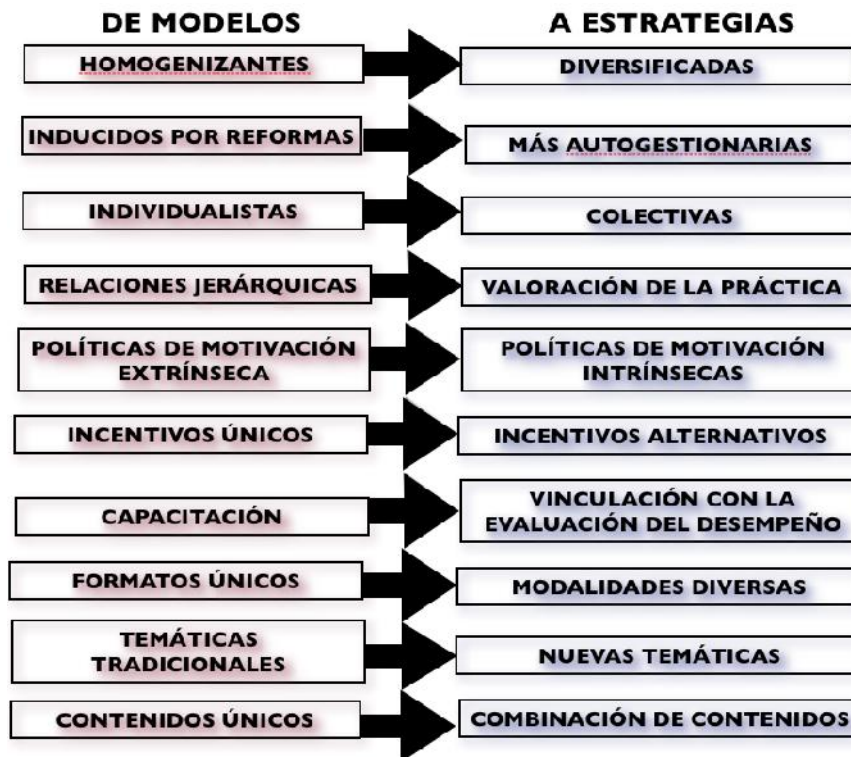 DE MODELOS
A ESTRATEGIAS
HOMOGENIZANTES
DIVERSIFICADAS
INDUCIDOS POR REFORMAS
MÁS AUTOGESTIONARIAS
INDIVIDUALISTAS
COLECTIVAS
RELACIONES JERÁRQUICAS
VALORACIÓN DE LA PRÁCTICA
POLÍTICAS DE MOTIVACIÓN
EXTRÍNSECA
POLÍTICAS DE MOTIVACIÓN
INTRÍNSECAS
INCENTIVOS ÚNICOS
INCENTIVOS ALTERNATIVOS
CAPACITACIÓN
VINCULACIÓN CON LA
EVALUACIÓN DEL DESEMPEÑO
FORMATOS ÚNICOS
MODALIDADES DIVERSAS
TEMÁTICAS
TRADICIONALES
NUEVAS TEMÁTICAS
CONTENIDOS ÚNICOS
COMBINACIÓN DE CONTENIDOS